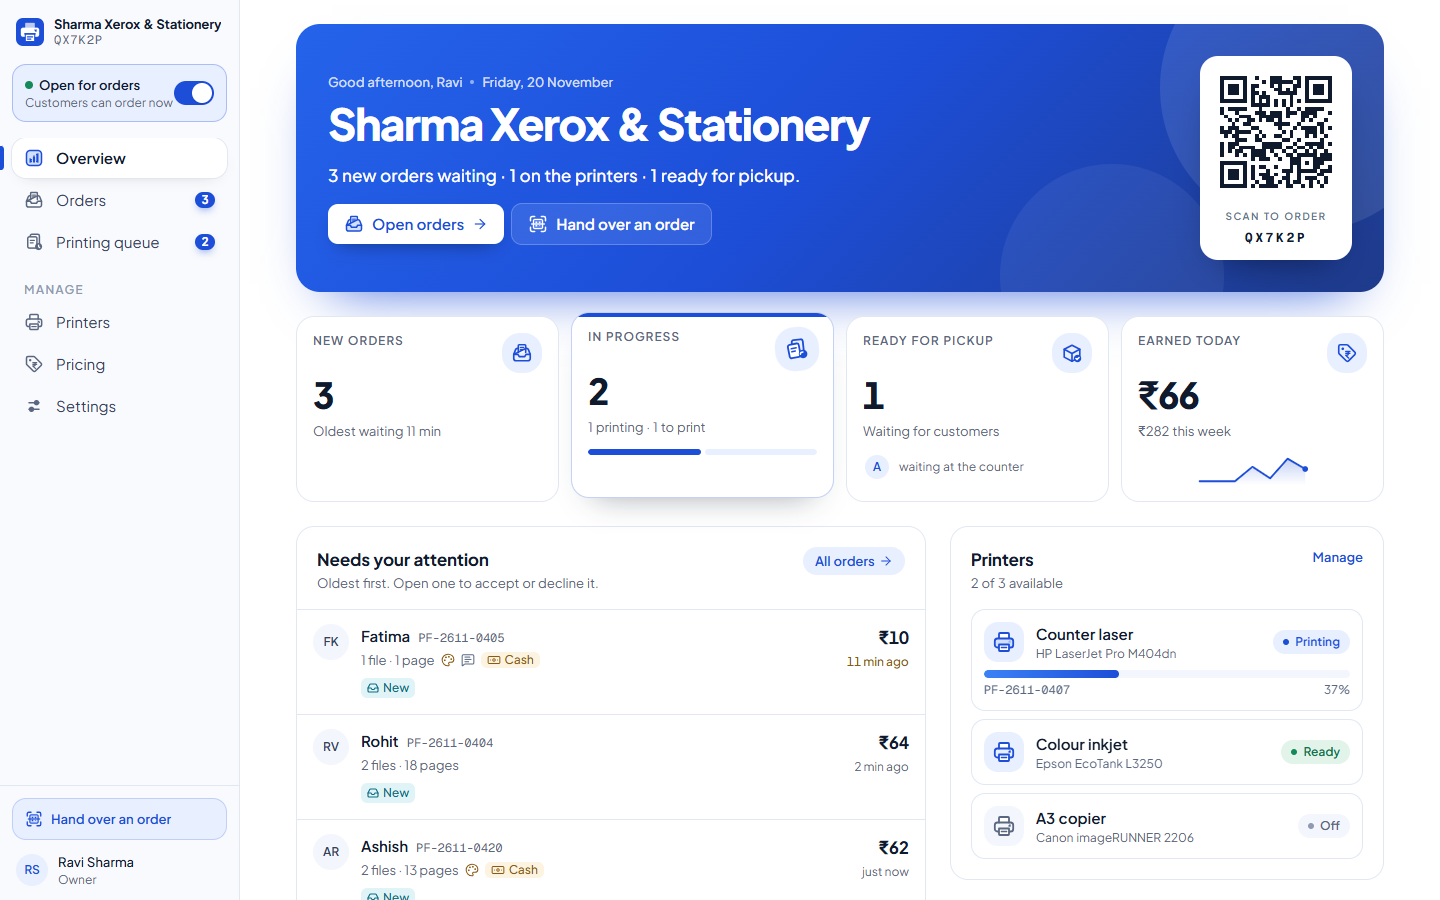 Sharma Xerox & Stationery
QX7K2P
Open for orders
Customers can order now
Overview
Orders 3
Printing queue 2
MANAGE
Printers
Pricing
Settings
Hand over an order
RS
Ravi Sharma
Owner
Good afternoon, Ravi • Friday, 20 November
Sharma Xerox & Stationery
3 new orders waiting · 1 on the printers · 1 ready for pickup.
Open orders →
Hand over an order
SCAN TO ORDER
QX7K2P
NEW ORDERS
3
Oldest waiting 11 min
IN PROGRESS
2
1 printing · 1 to print
READY FOR PICKUP
1
Waiting for customers
A waiting at the counter
EARNED TODAY
₹66
₹282 this week
Needs your attention
Oldest first. Open one to accept or decline it.
All orders →
FK
Fatima PF-2611-0405
₹10
1 file · 1 page Cash
11 min ago
New
RV
Rohit PF-2611-0404
₹64
2 files · 18 pages
2 min ago
New
AR
Ashish PF-2611-0420
₹62
2 files · 13 pages Cash
just now
New
Printers
Manage
2 of 3 available
Counter laser
HP LaserJet Pro M404dn
Printing
PF-2611-0407 37%
Colour inkjet
Epson EcoTank L3250
Ready
A3 copier
Canon imageRUNNER 2206
Off